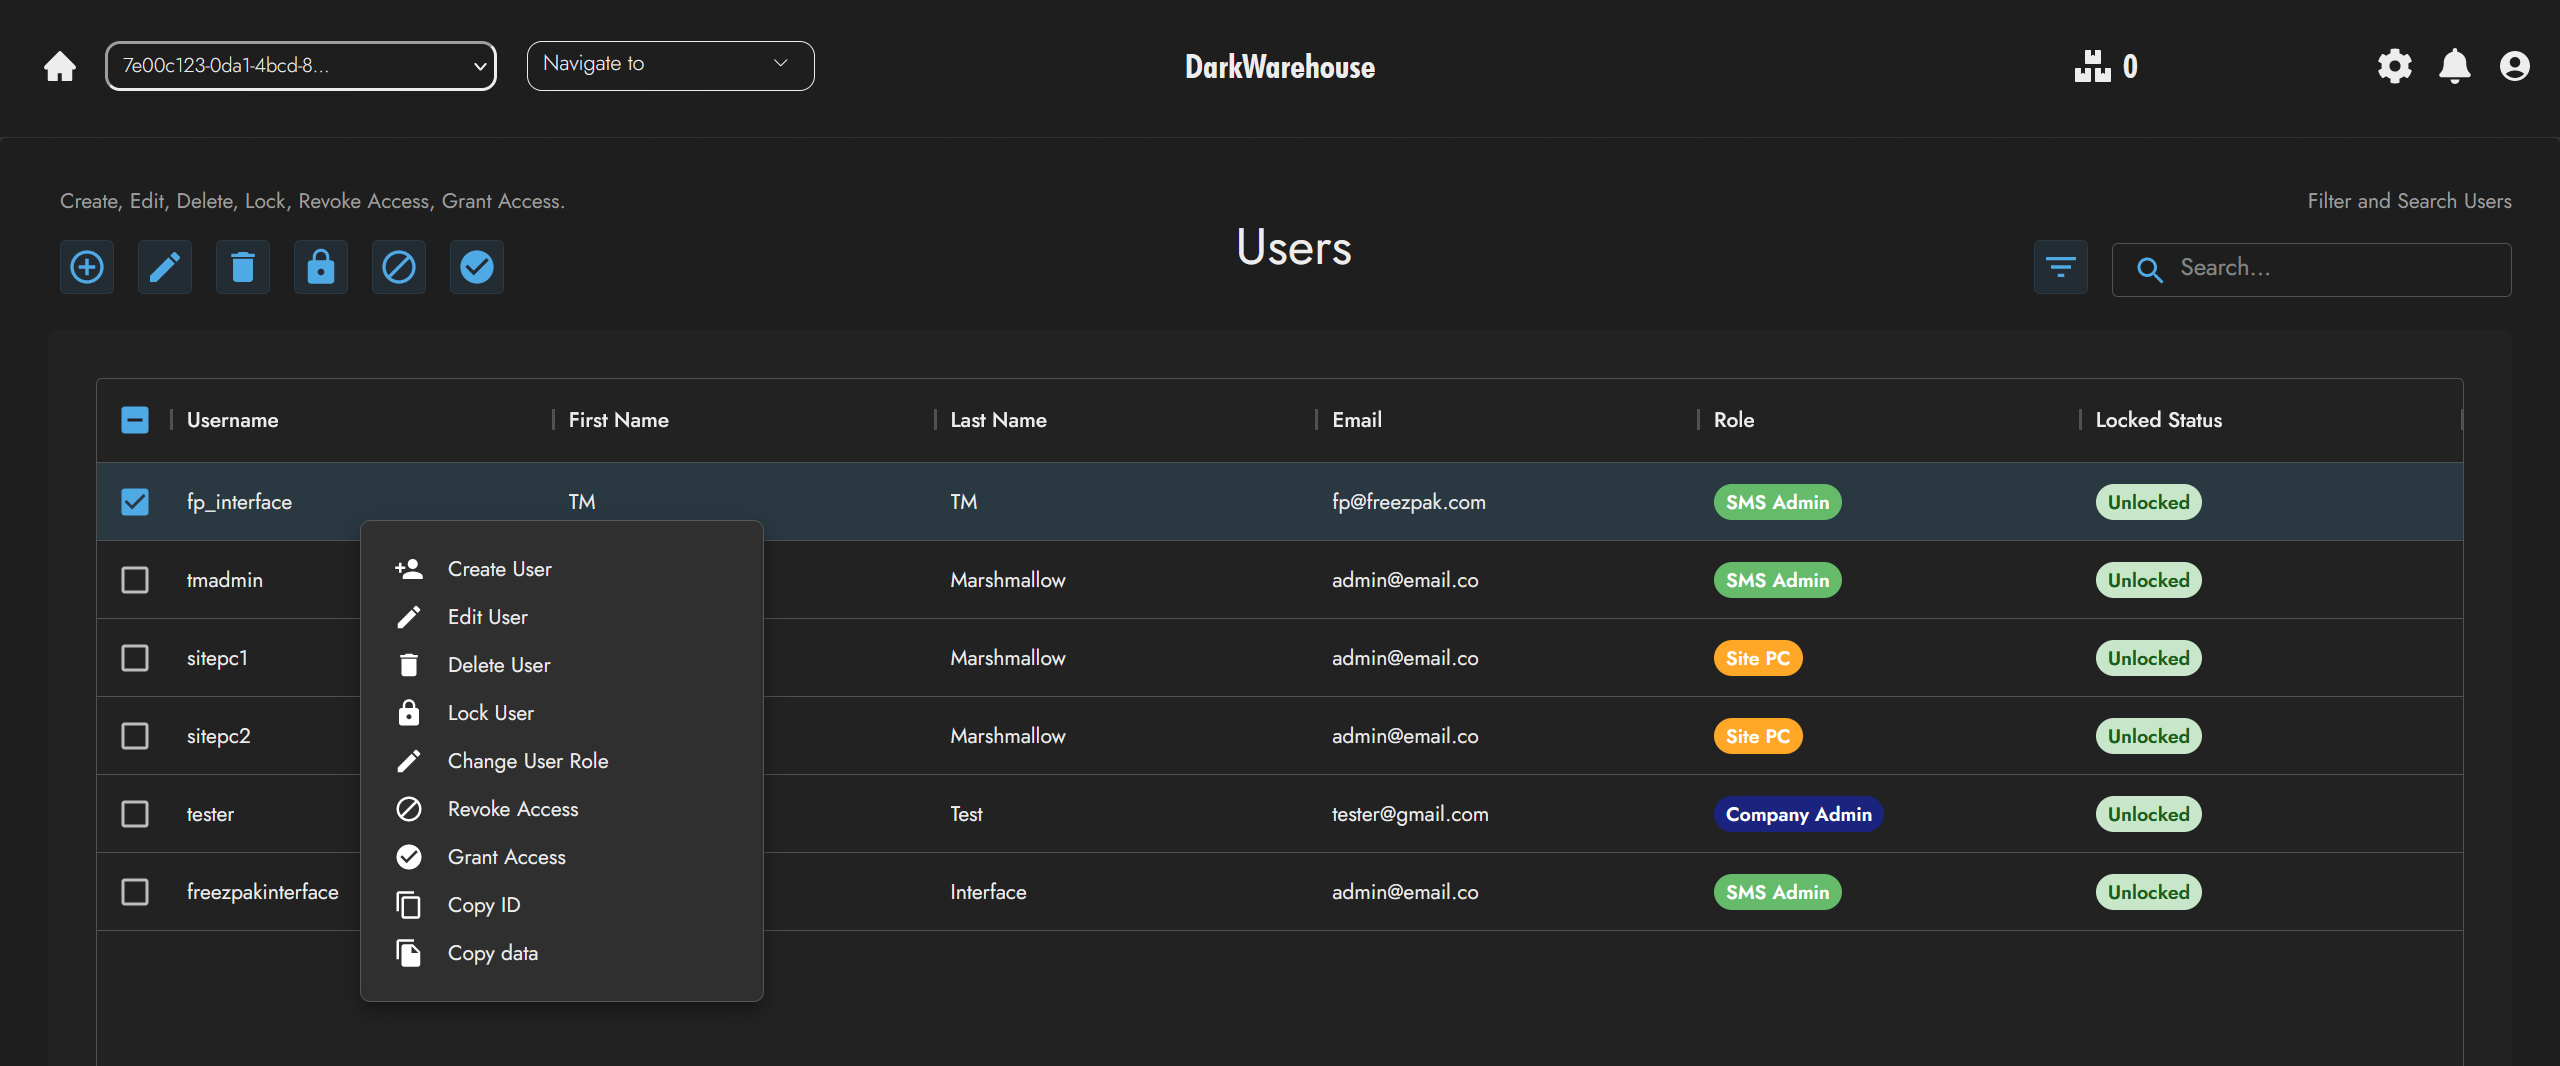 7e00c123-0da1-4bcd-8...
Navigate to
DarkWarehouse
0
Create, Edit, Delete, Lock, Revoke Access, Grant Access.
Users
Filter and Search Users
Search...
Username First Name Last Name Email Role Locked Status
fp_interface TM TM fp@freezpak.com SMS Admin Unlocked
tmadmin Marshmallow admin@email.co SMS Admin Unlocked
sitepc1 Marshmallow admin@email.co Site PC Unlocked
sitepc2 Marshmallow admin@email.co Site PC Unlocked
tester Test tester@gmail.com Company Admin Unlocked
freezpakinterface Interface admin@email.co SMS Admin Unlocked
Create User
Edit User
Delete User
Lock User
Change User Role
Revoke Access
Grant Access
Copy ID
Copy data